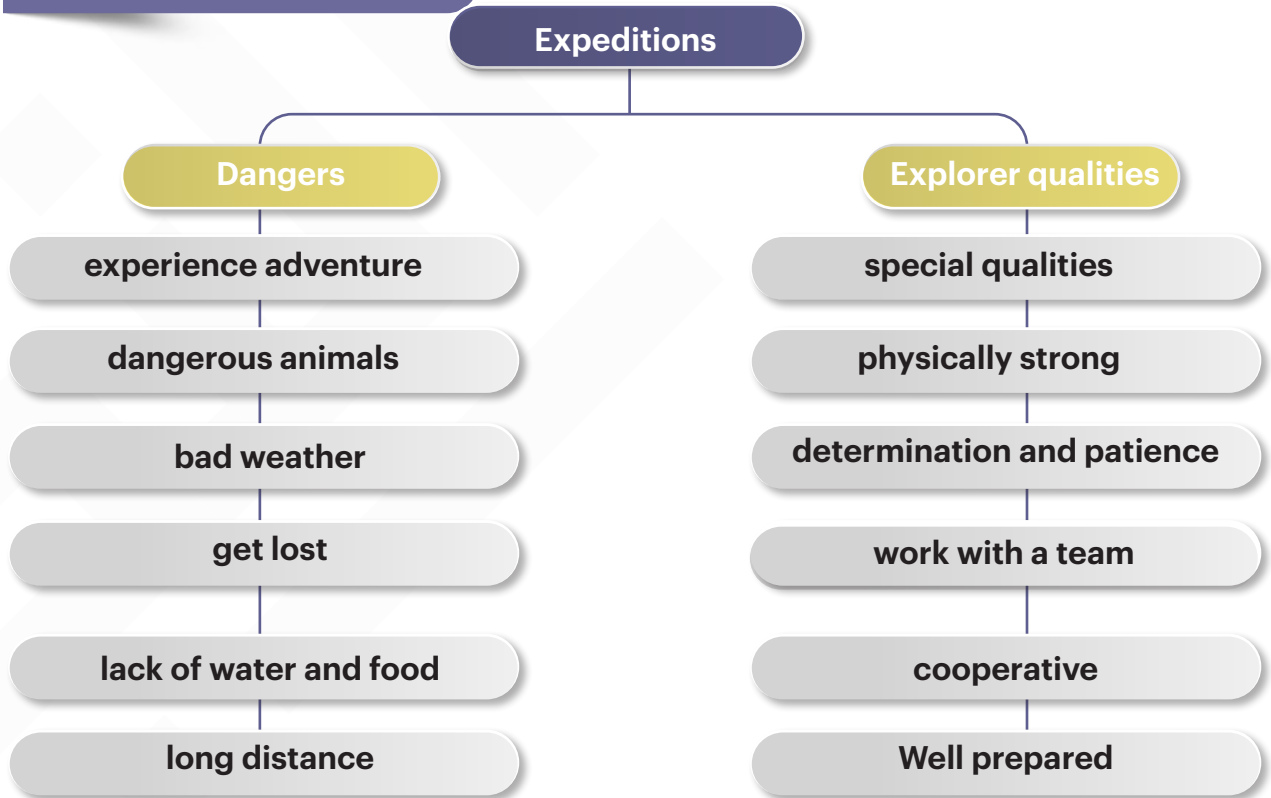 Expeditions
Dangers
experience adventure
dangerous animals
bad weather
get lost
lack of water and food
long distance
Explorer qualities
special qualities
physically strong
determination and patience
work with a team
cooperative
Well prepared